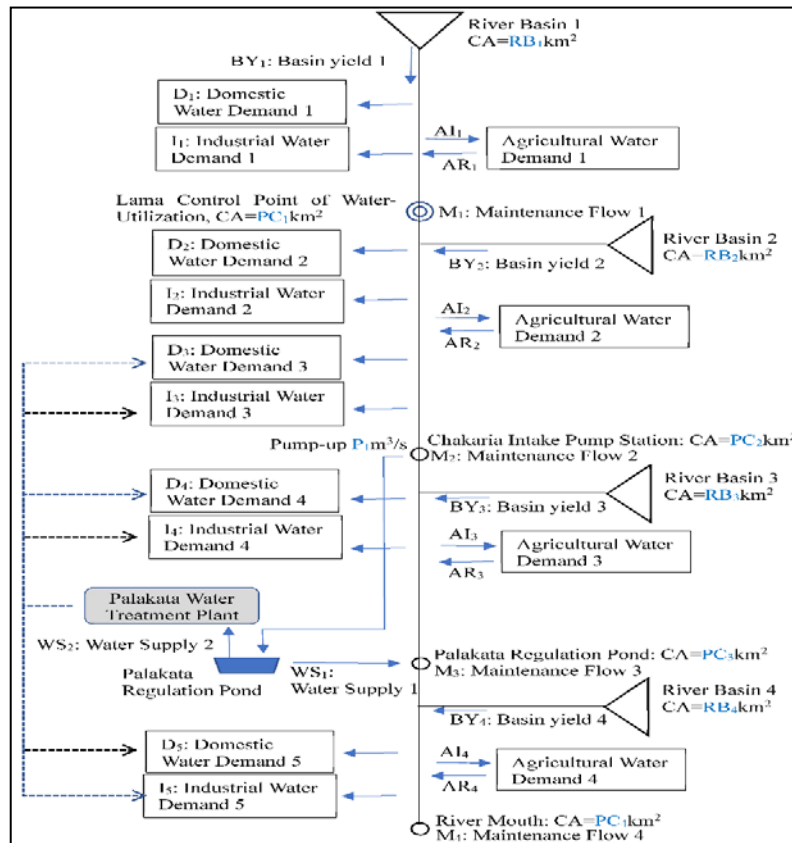 River Basin 1
CA=RB₁km²
BY₁: Basin yield 1
D₁: Domestic
Water Demand 1
I₁: Industrial Water
Demand 1
AI₁
AR₁
Agricultural Water
Demand 1
Lama Control Point of Water-
Utilization, CA=PC₁km²
M₁: Maintenance Flow 1
D₂: Domestic
Water Demand 2
BY₂: Basin yield 2
River Basin 2
CA=RB₂km²
I₂: Industrial Water
Demand 2
AI₂
AR₂
Agricultural Water
Demand 2
D₃: Domestic
Water Demand 3
I₃: Industrial Water
Demand 3
Pump-up P₁m³/s
Chakaria Intake Pump Station: CA=PC₂km²
M₂: Maintenance Flow 2
D₄: Domestic
Water Demand 4
BY₃: Basin yield 3
River Basin 3
CA=RB₃km²
I₄: Industrial Water
Demand 4
AI₃
AR₃
Agricultural Water
Demand 3
Palakata Water
Treatment Plant
WS₂: Water Supply 2
Palakata
Regulation Pond
WS₁:
Water Supply 1
Palakata Regulation Pond: CA=PC₃km²
M₃: Maintenance Flow 3
BY₄: Basin yield 4
River Basin 4
CA=RB₄km²
D₅: Domestic
Water Demand 5
I₅: Industrial Water
Demand 5
AI₄
AR₄
Agricultural Water
Demand 4
River Mouth: CA=PC₄km²
M₄: Maintenance Flow 4